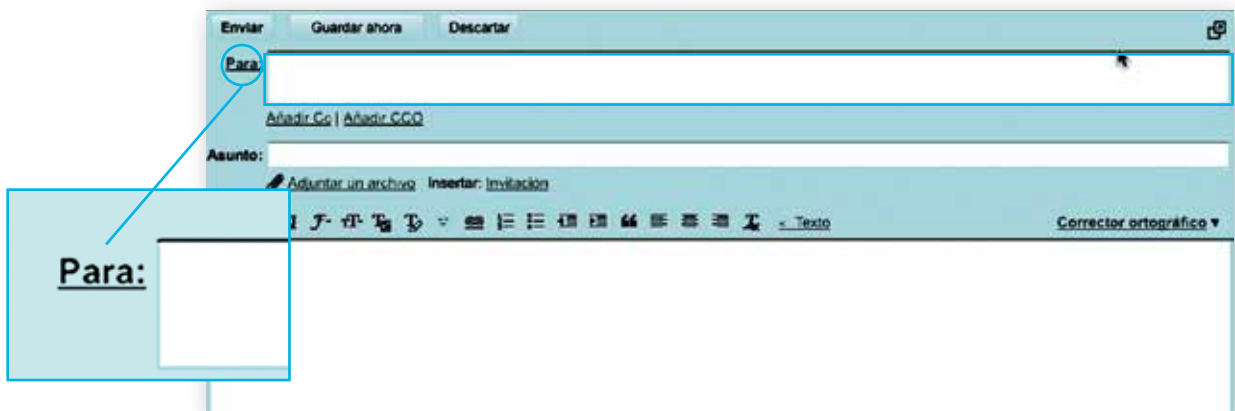 Enviar Guardar ahora Descartar
Para:
Añadir Cc | Añadir CCO
Asunto:
Adjuntar un archivo Insertar: Invitación
< Texto Corrector ortográfico ▼
Para: